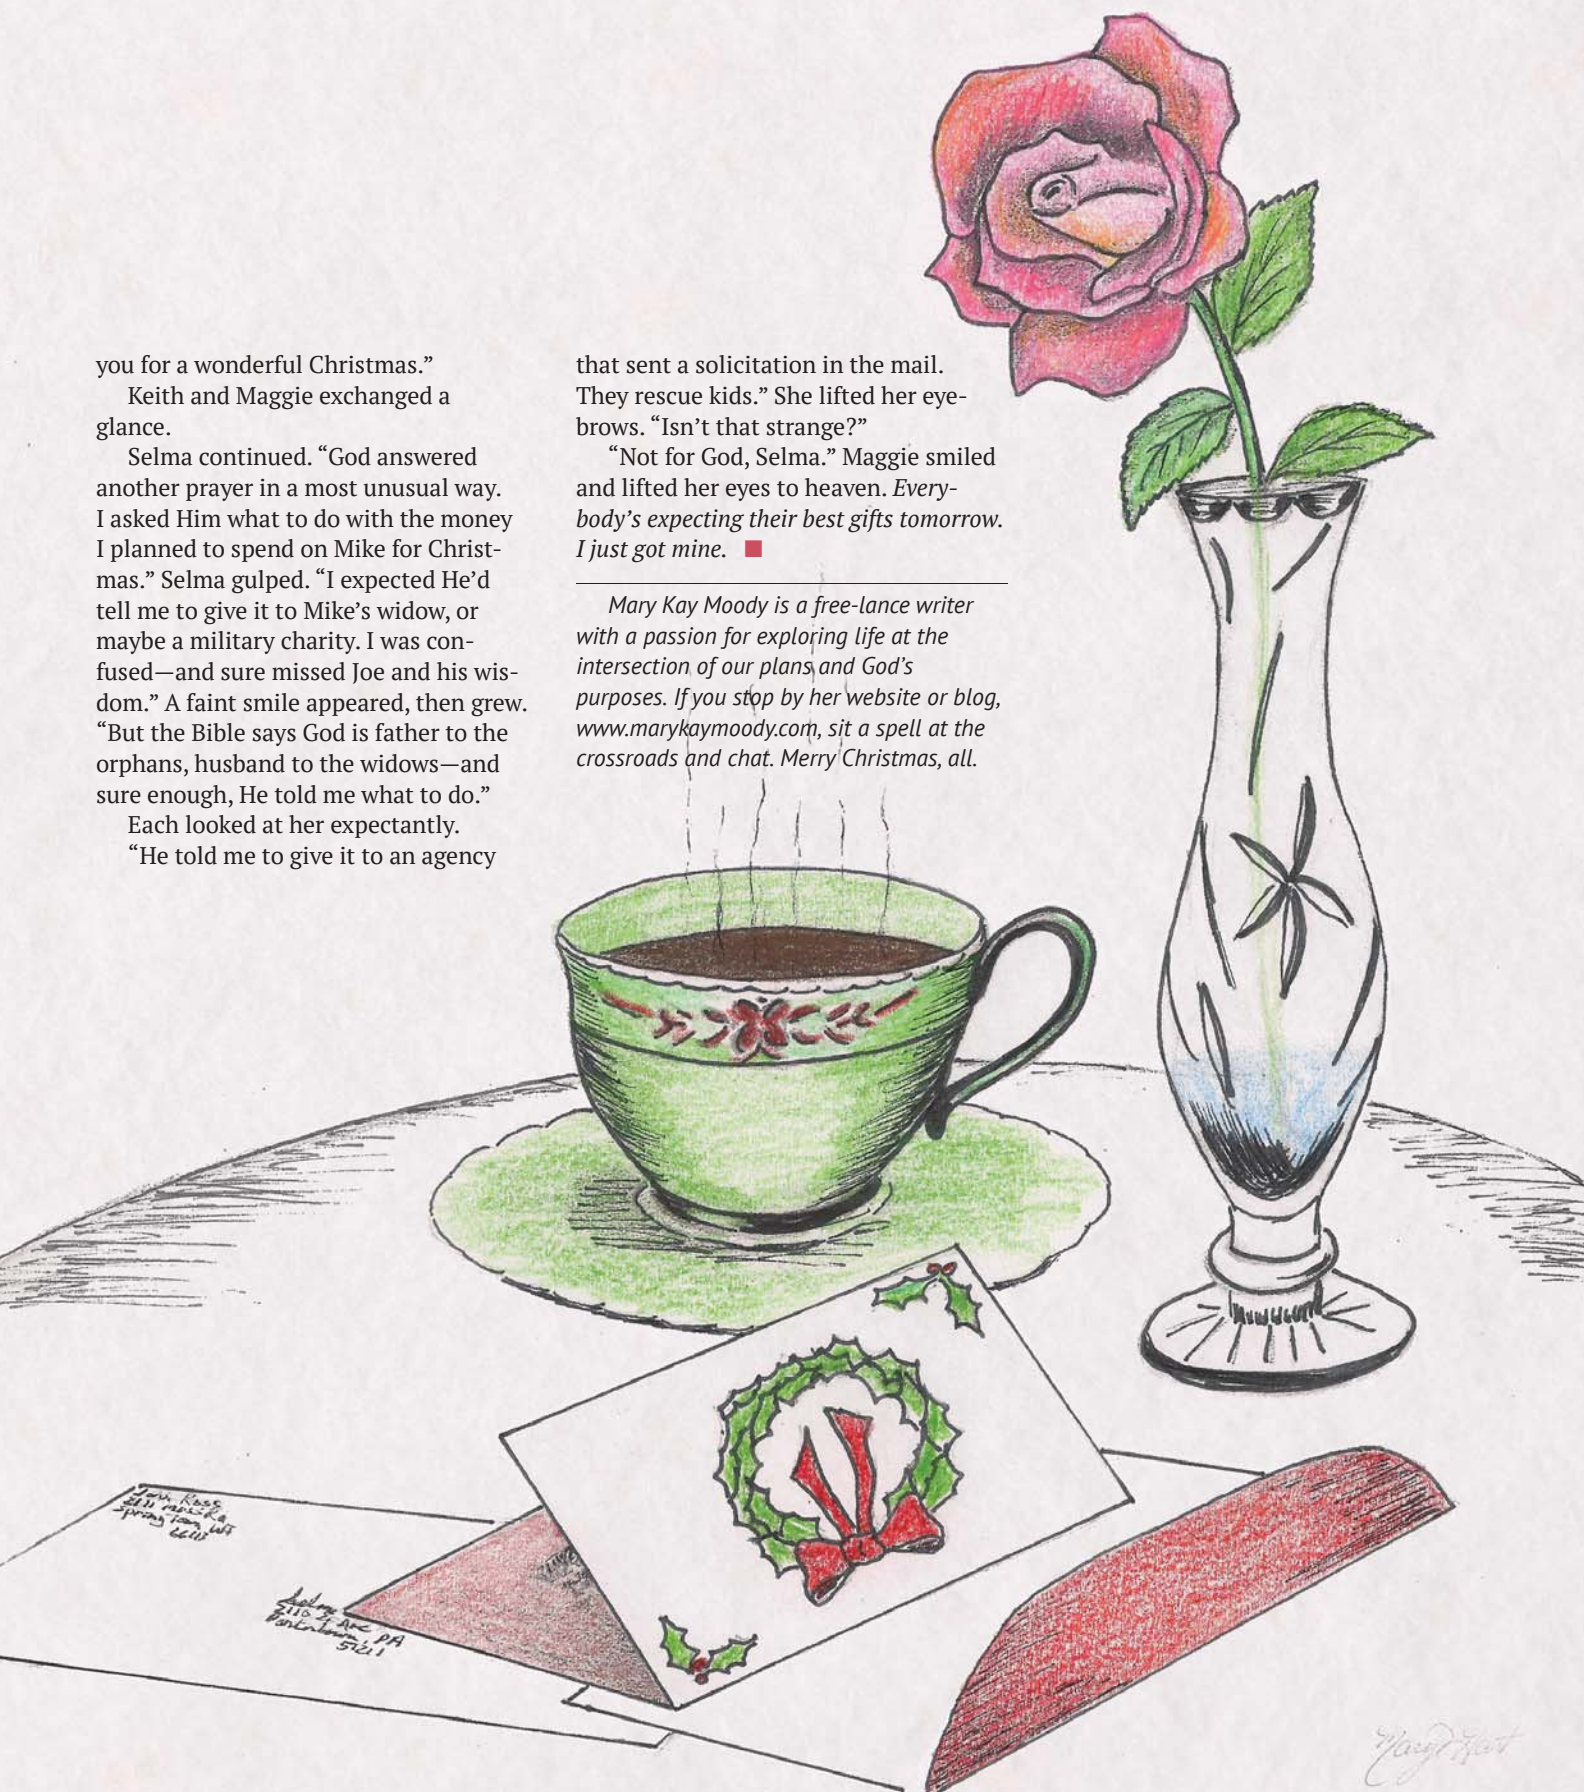 you for a wonderful Christmas.”
Keith and Maggie exchanged a
glance.
Selma continued. “God answered
another prayer in a most unusual way.
I asked Him what to do with the money
I planned to spend on Mike for Christ-
mas.” Selma gulped. “I expected He’d
tell me to give it to Mike’s widow, or
maybe a military charity. I was con-
fused—and sure missed Joe and his wis-
dom.” A faint smile appeared, then grew.
“But the Bible says God is father to the
orphans, husband to the widows—and
sure enough, He told me what to do.”
Each looked at her expectantly.
“He told me to give it to an agency
that sent a solicitation in the mail.
They rescue kids.” She lifted her eye-
brows. “Isn’t that strange?”
“Not for God, Selma.” Maggie smiled
and lifted her eyes to heaven. Every-
body’s expecting their best gifts tomorrow.
I just got mine.
Mary Kay Moody is a free-lance writer
with a passion for exploring life at the
intersection of our plans and God’s
purposes. If you stop by her website or blog,
www.marykaymoody.com, sit a spell at the
crossroads and chat. Merry Christmas, all.
PA